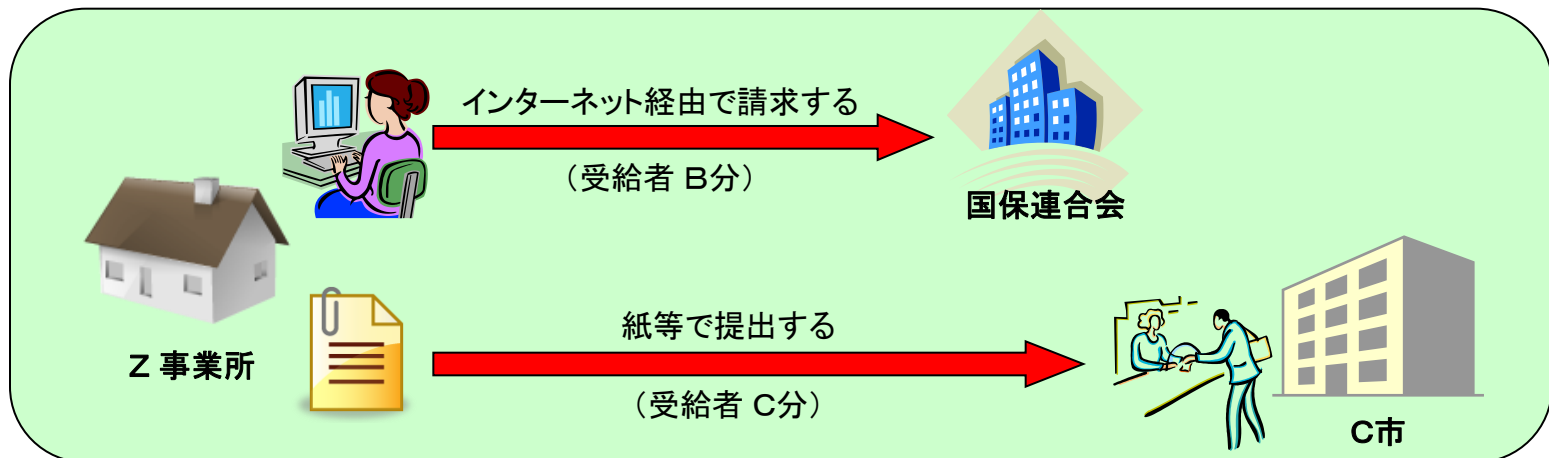 インターネット経由で請求する
（受給者 B分）
国保連合会
Z 事業所
紙等で提出する
（受給者 C分）
C市